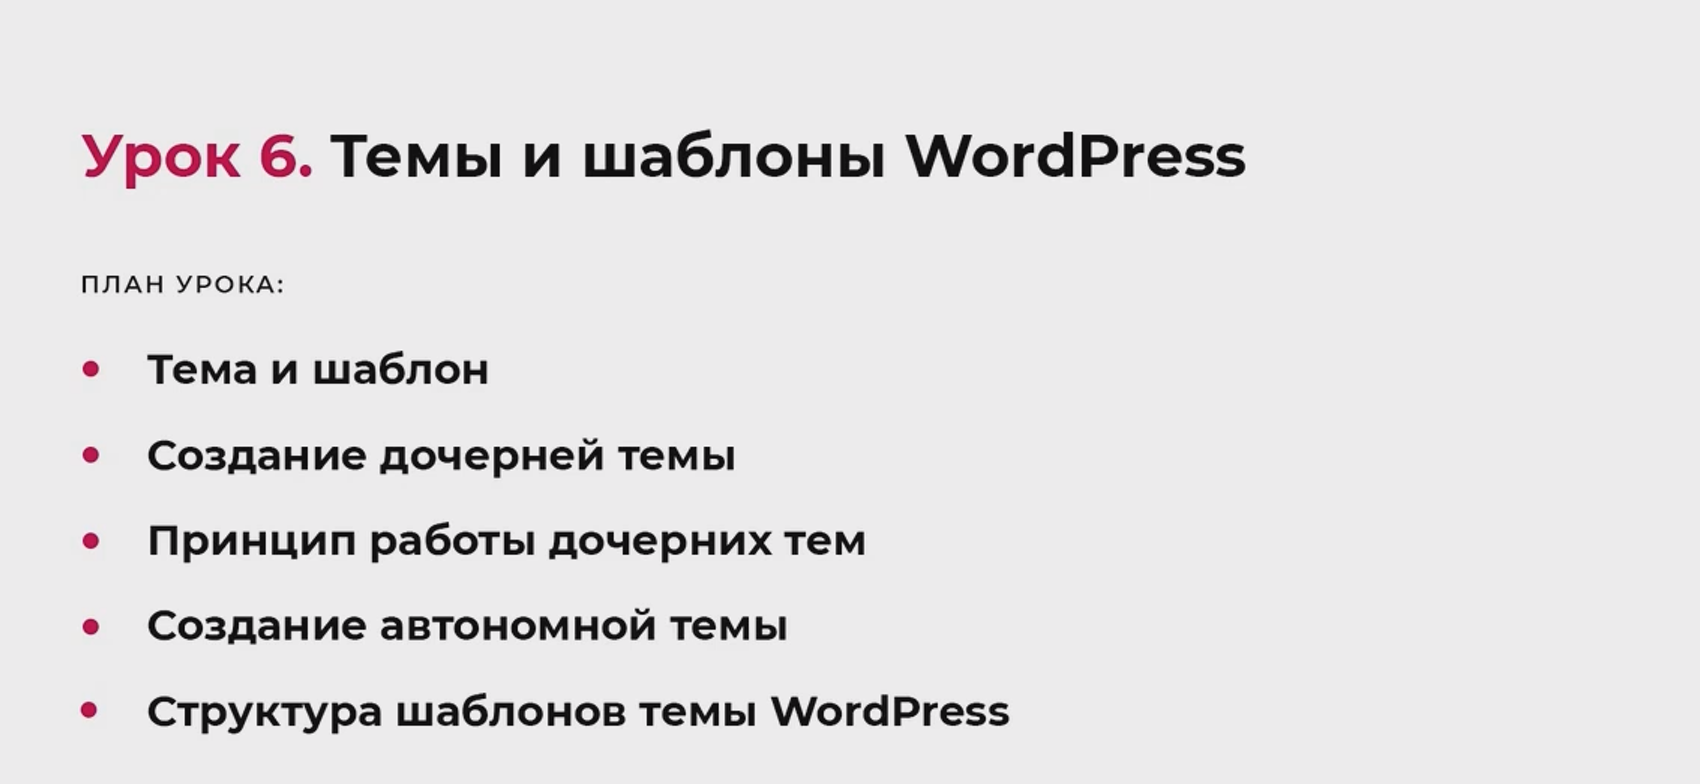 Урок 6. Темы и шаблоны WordPress
ПЛАН УРОКА:
• Тема и шаблон
• Создание дочерней темы
• Принцип работы дочерних тем
• Создание автономной темы
• Структура шаблонов темы WordPress